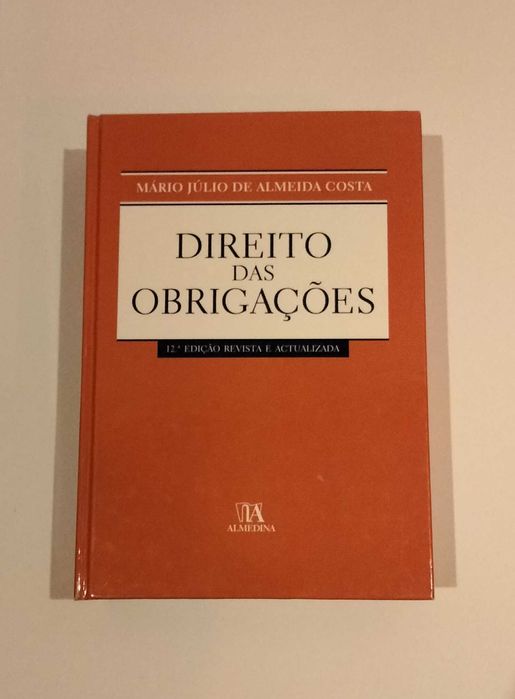 MÁRIO JÚLIO DE ALMEIDA COSTA
DIREITO
DAS
OBRIGAÇÕES
12.ª EDIÇÃO REVISTA E ACTUALIZADA
ALMEDINA